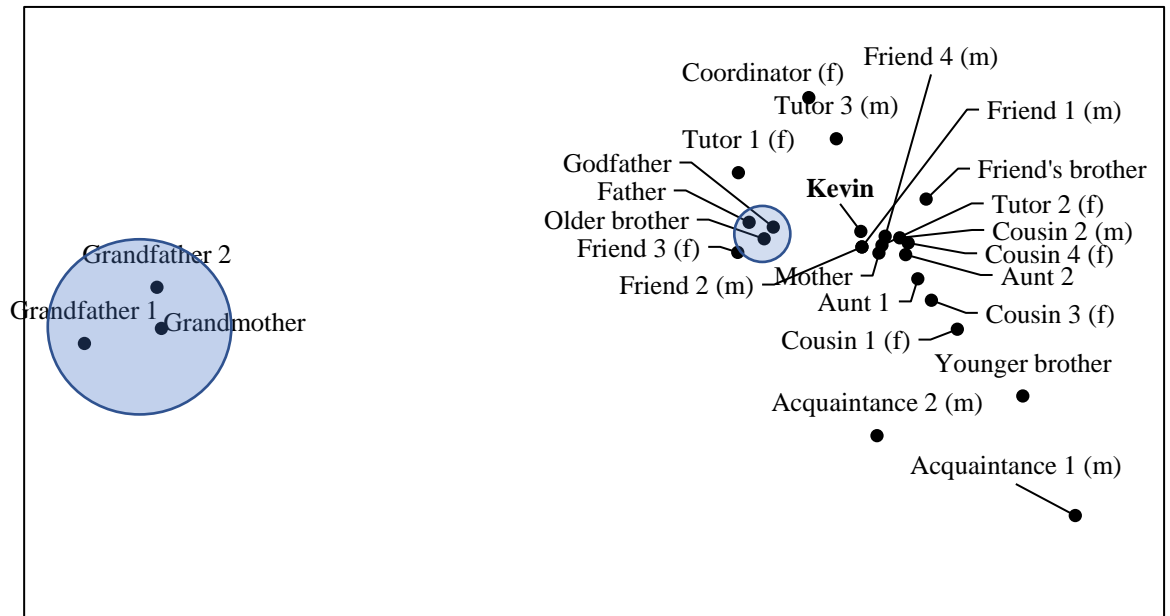 Friend 4 (m)
Coordinator (f)
Tutor 3 (m)
Friend 1 (m)
Tutor 1 (f)
Godfather
Friend's brother
Father
Kevin
Tutor 2 (f)
Older brother
Cousin 2 (m)
Friend 3 (f)
Cousin 4 (f)
Grandfather 2
Mother
Aunt 2
Friend 2 (m)
Aunt 1
Grandfather 1
Cousin 3 (f)
Grandmother
Cousin 1 (f)
Younger brother
Acquaintance 2 (m)
Acquaintance 1 (m)